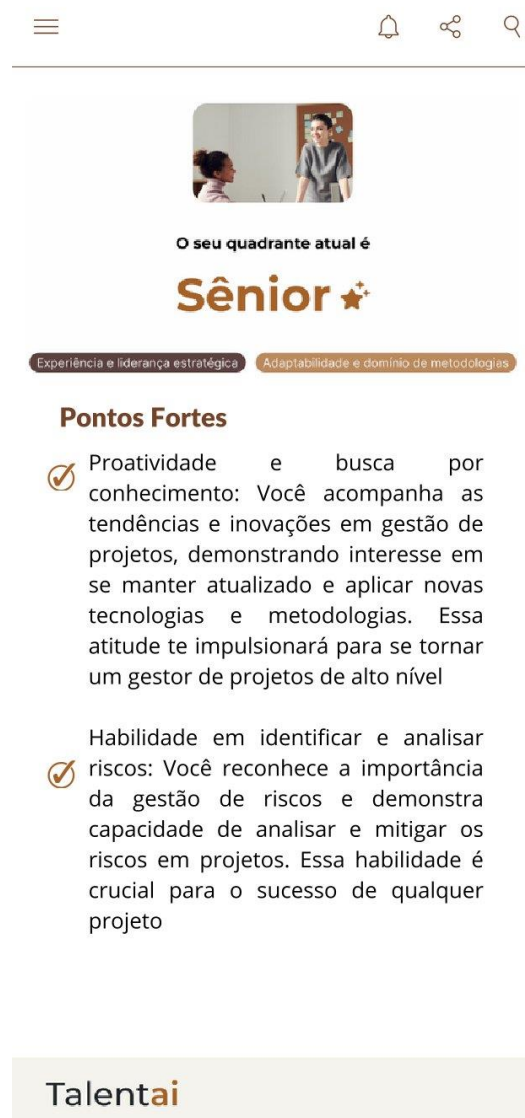 O seu quadrante atual é
Sênior
Experiência e liderança estratégica
Adaptabilidade e domínio de metodologias
Pontos Fortes
Proatividade e busca por
conhecimento: Você acompanha as
tendências e inovações em gestão de
projetos, demonstrando interesse em
se manter atualizado e aplicar novas
tecnologias e metodologias. Essa
atitude te impulsionará para se tornar
um gestor de projetos de alto nível
Habilidade em identificar e analisar
riscos: Você reconhece a importância
da gestão de riscos e demonstra
capacidade de analisar e mitigar os
riscos em projetos. Essa habilidade é
crucial para o sucesso de qualquer
projeto
Talentai